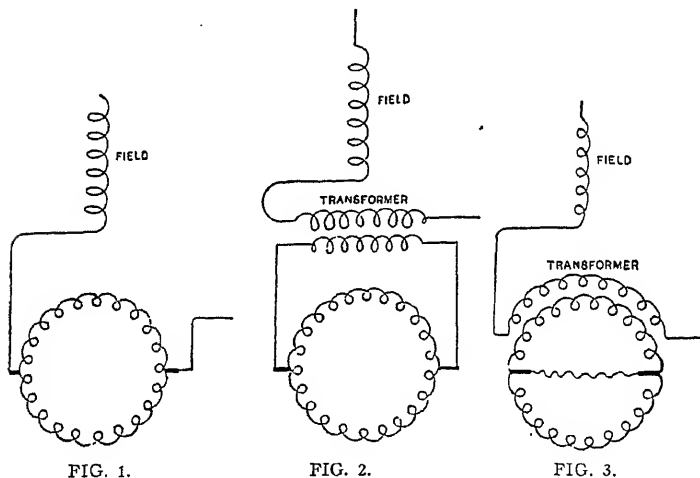 FIELD
FIELD
FIELD
TRANSFORMER
TRANSFORMER
FIG. 1.
FIG. 2.
FIG. 3.